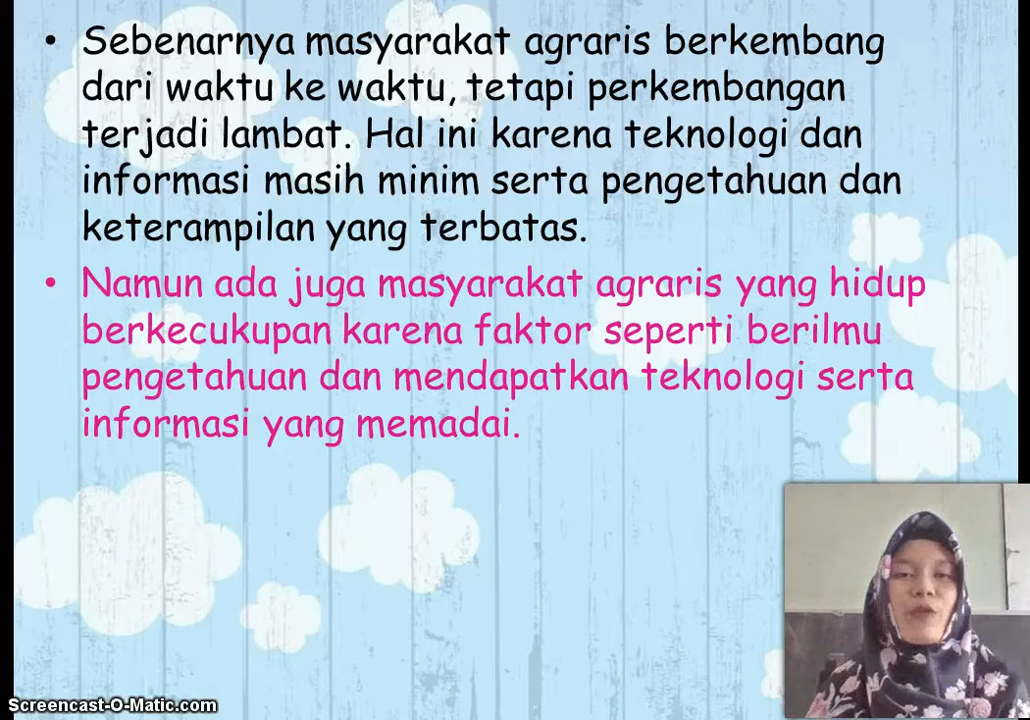 • Sebenarnya masyarakat agraris berkembang
dari waktu ke waktu, tetapi perkembangan
terjadi lambat. Hal ini karena teknologi dan
informasi masih minim serta pengetahuan dan
keterampilan yang terbatas.
• Namun ada juga masyarakat agraris yang hidup
berkecukupan karena faktor seperti berilmu
pengetahuan dan mendapatkan teknologi serta
informasi yang memadai.
Screencast-O-Matic.com